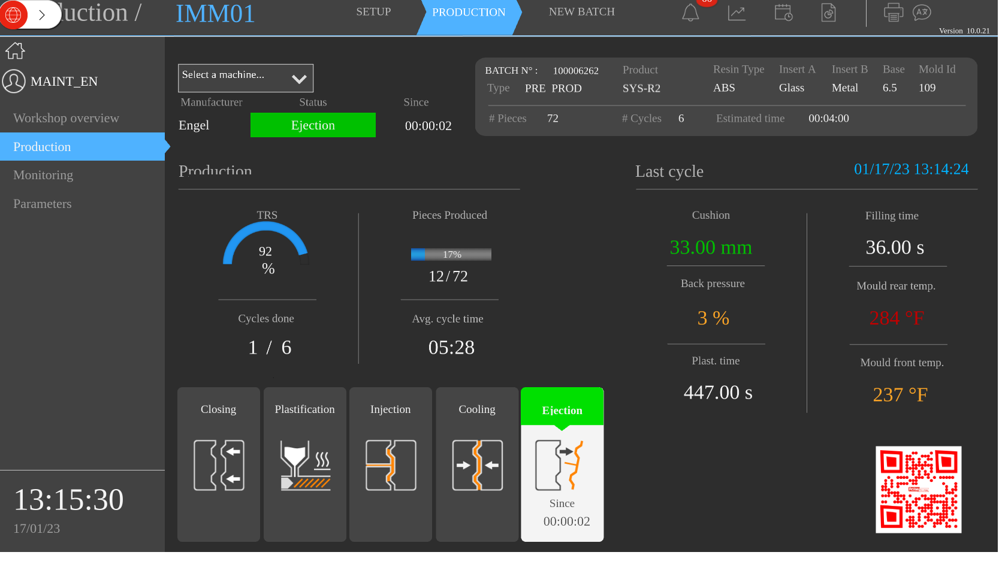 / IMM01
SETUP
PRODUCTION
NEW BATCH
Version 10.0.21
MAINT_EN
Workshop overview
Production
Monitoring
Parameters
13:15:30
17/01/23
Select a machine...
Manufacturer Status Since
Engel Ejection 00:00:02
BATCH N° : 100006262 Product Resin Type Insert A Insert B Base Mold Id
Type PRE PROD SYS-R2 ABS Glass Metal 6.5 109
# Pieces 72 # Cycles 6 Estimated time 00:04:00
Production
TRS
92
%
Pieces Produced
17%
12/72
Cycles done
1 / 6
Avg. cycle time
05:28
Last cycle 01/17/23 13:14:24
Cushion
33.00 mm
Filling time
36.00 s
Back pressure
3 %
Mould rear temp.
284 °F
Plast. time
447.00 s
Mould front temp.
237 °F
Closing
Plastification
Injection
Cooling
Ejection
Since
00:00:02